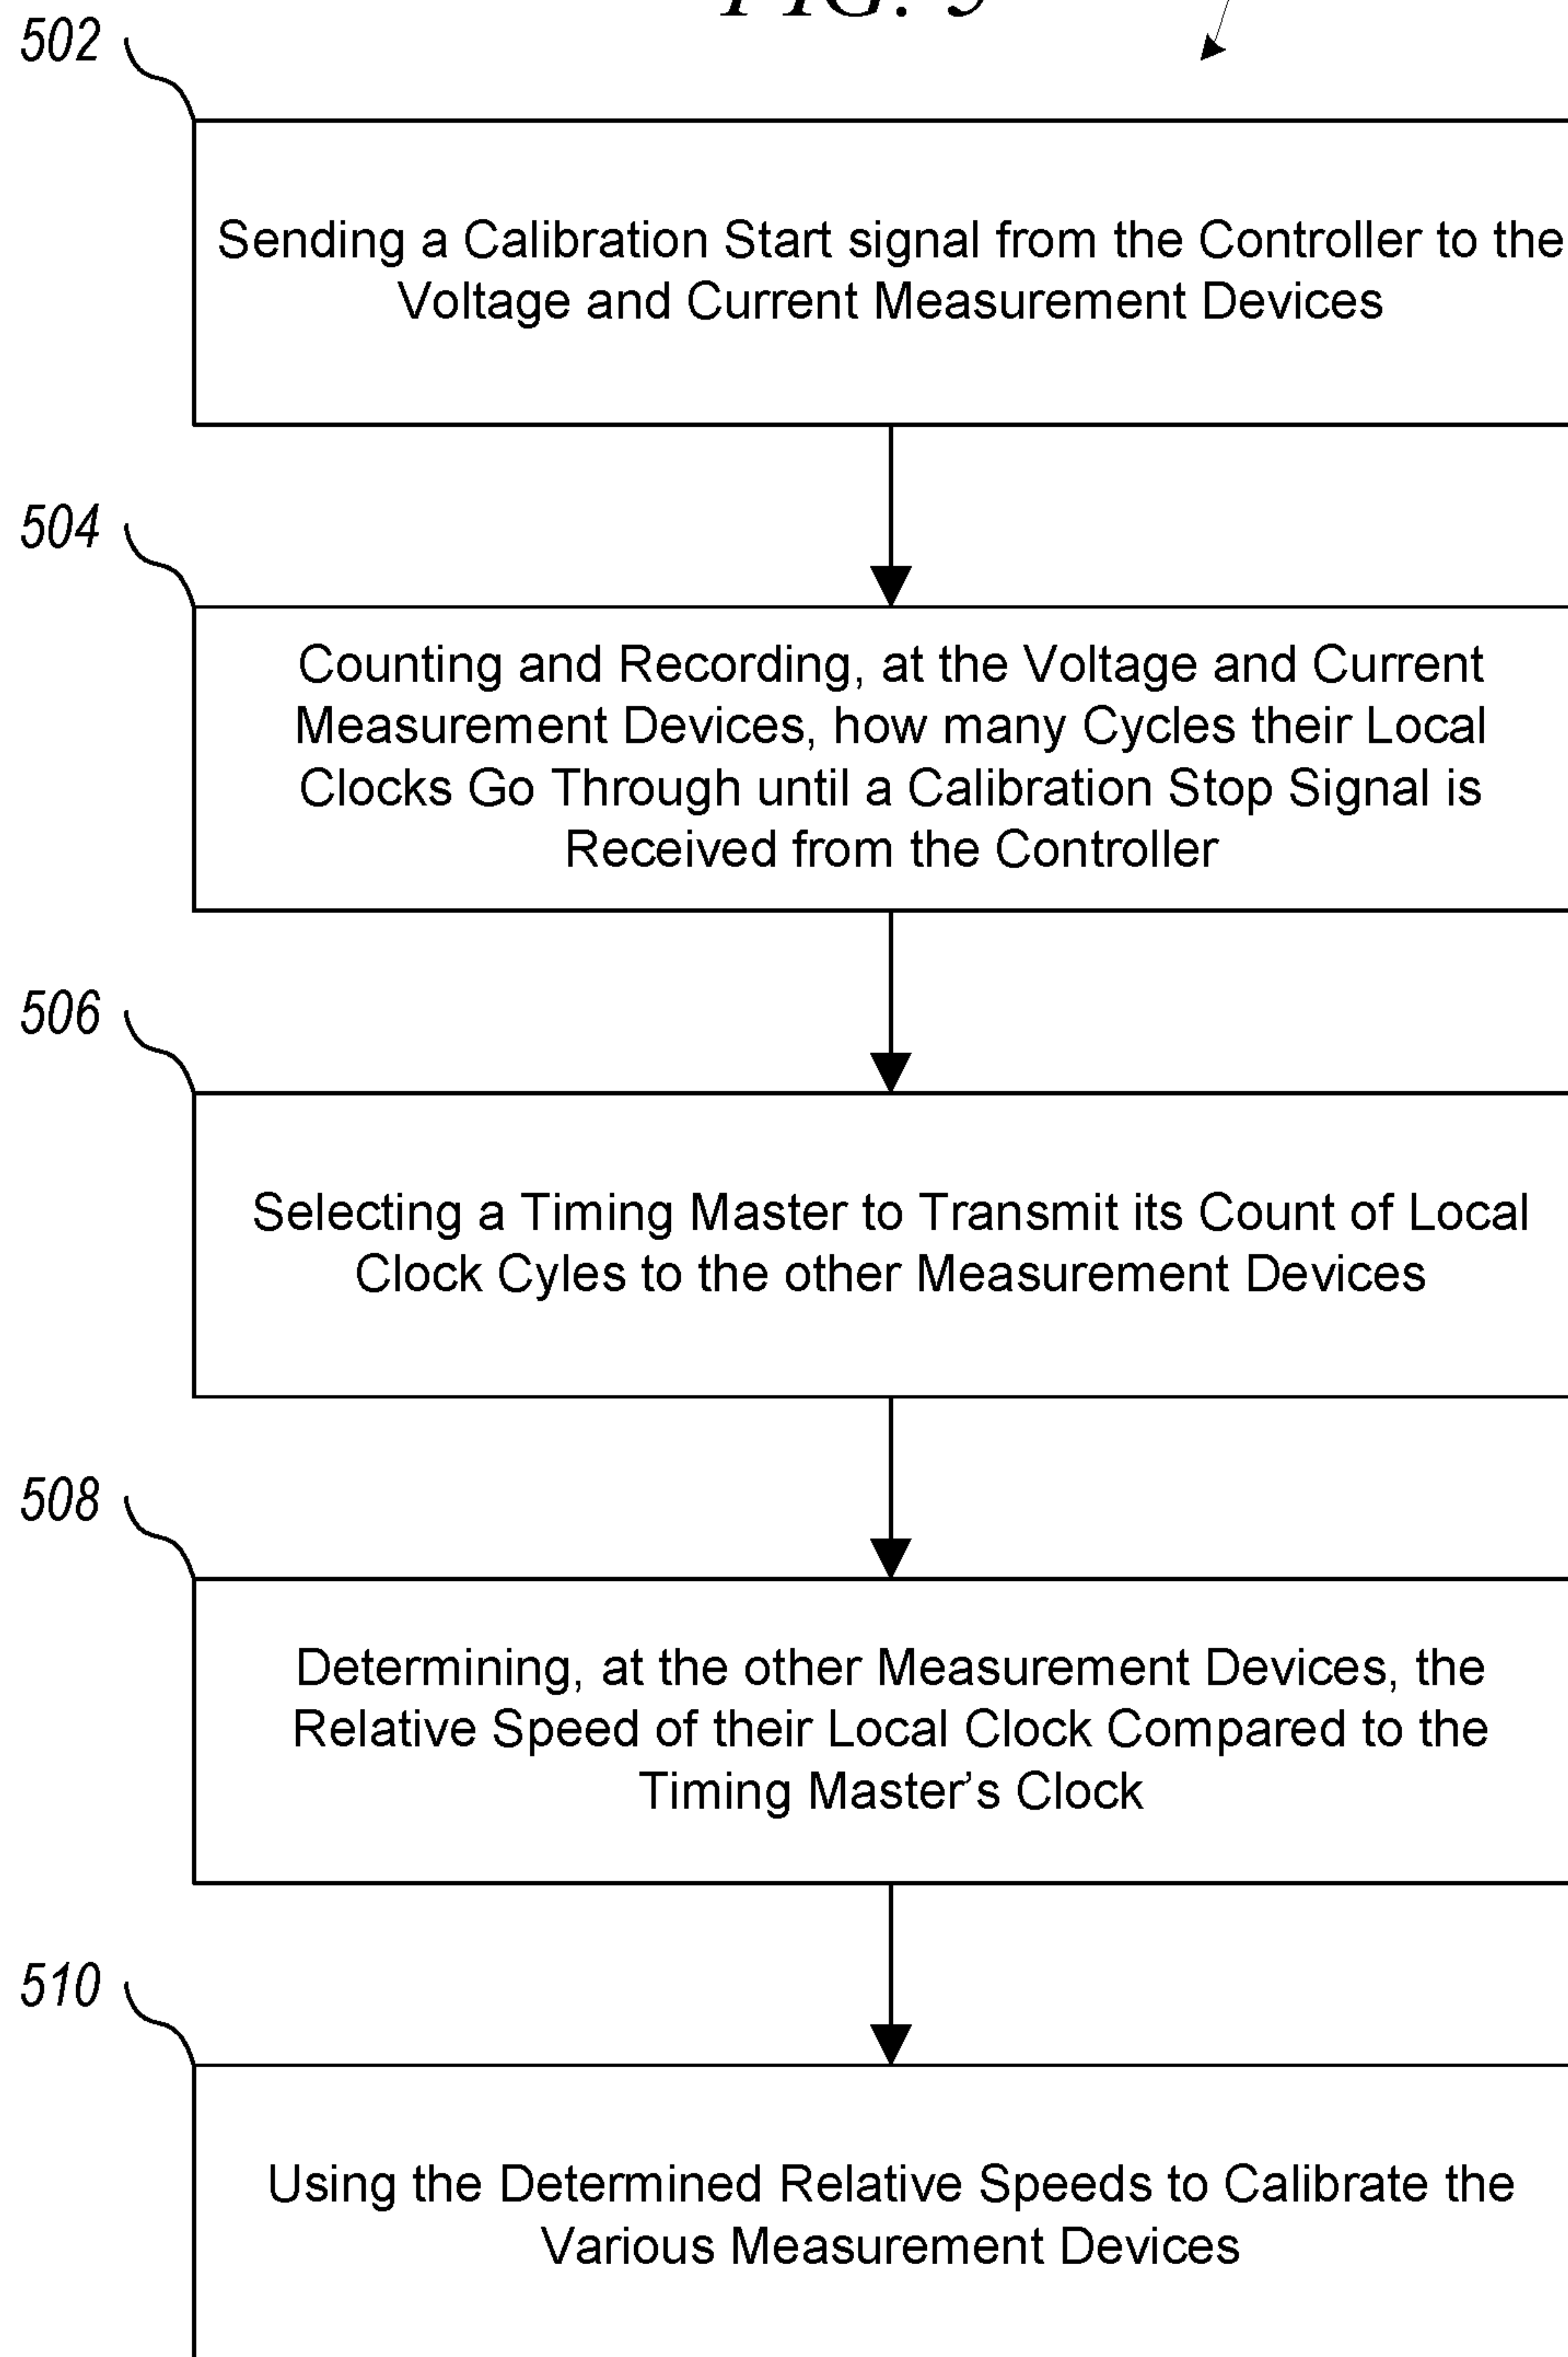 FIG. 5
502
Sending a Calibration Start signal from the Controller to the
Voltage and Current Measurement Devices
504
Counting and Recording, at the Voltage and Current
Measurement Devices, how many Cycles their Local
Clocks Go Through until a Calibration Stop Signal is
Received from the Controller
506
Selecting a Timing Master to Transmit its Count of Local
Clock Cyles to the other Measurement Devices
508
Determining, at the other Measurement Devices, the
Relative Speed of their Local Clock Compared to the
Timing Master’s Clock
510
Using the Determined Relative Speeds to Calibrate the
Various Measurement Devices